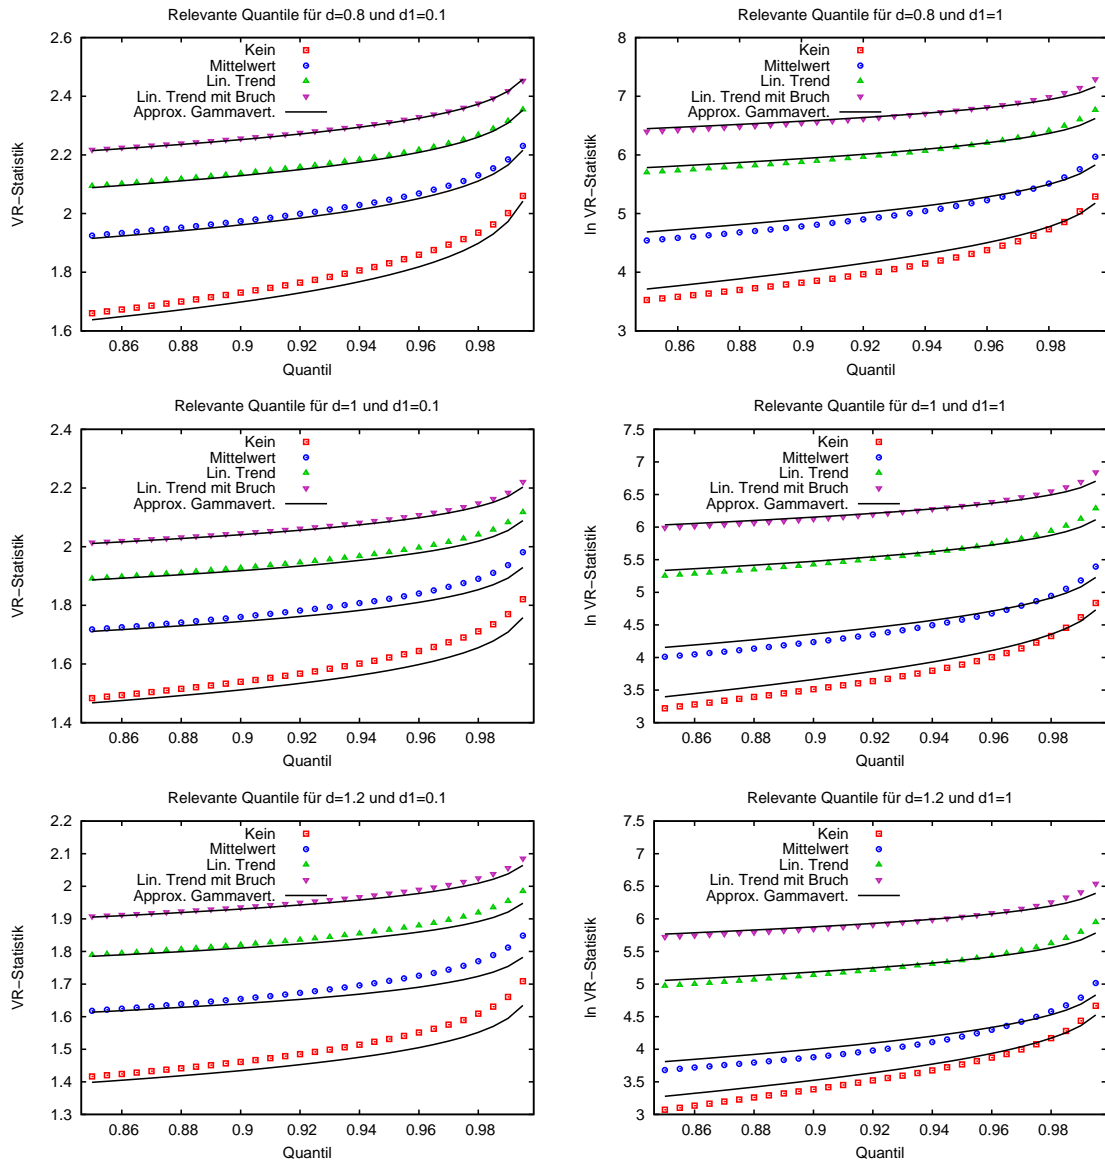 Relevante Quantile für d=0.8 und d1=0.1
2.6
2.4
2.2
2
1.8
1.6
VR−Statistik
Kein
Mittelwert
Lin. Trend
Lin. Trend mit Bruch
Approx. Gammavert.
0.86 0.88 0.9 0.92 0.94 0.96 0.98
Quantil
Relevante Quantile für d=0.8 und d1=1
8
7
6
5
4
3
ln VR−Statistik
Kein
Mittelwert
Lin. Trend
Lin. Trend mit Bruch
Approx. Gammavert.
0.86 0.88 0.9 0.92 0.94 0.96 0.98
Quantil
Relevante Quantile für d=1 und d1=0.1
2.4
2.2
2
1.8
1.6
1.4
VR−Statistik
Kein
Mittelwert
Lin. Trend
Lin. Trend mit Bruch
Approx. Gammavert.
0.86 0.88 0.9 0.92 0.94 0.96 0.98
Quantil
Relevante Quantile für d=1 und d1=1
7.5
7
6.5
6
5.5
5
4.5
4
3.5
3
ln VR−Statistik
Kein
Mittelwert
Lin. Trend
Lin. Trend mit Bruch
Approx. Gammavert.
0.86 0.88 0.9 0.92 0.94 0.96 0.98
Quantil
Relevante Quantile für d=1.2 und d1=0.1
2.2
2.1
2
1.9
1.8
1.7
1.6
1.5
1.4
1.3
VR−Statistik
Kein
Mittelwert
Lin. Trend
Lin. Trend mit Bruch
Approx. Gammavert.
0.86 0.88 0.9 0.92 0.94 0.96 0.98
Quantil
Relevante Quantile für d=1.2 und d1=1
7.5
7
6.5
6
5.5
5
4.5
4
3.5
3
ln VR−Statistik
Kein
Mittelwert
Lin. Trend
Lin. Trend mit Bruch
Approx. Gammavert.
0.86 0.88 0.9 0.92 0.94 0.96 0.98
Quantil